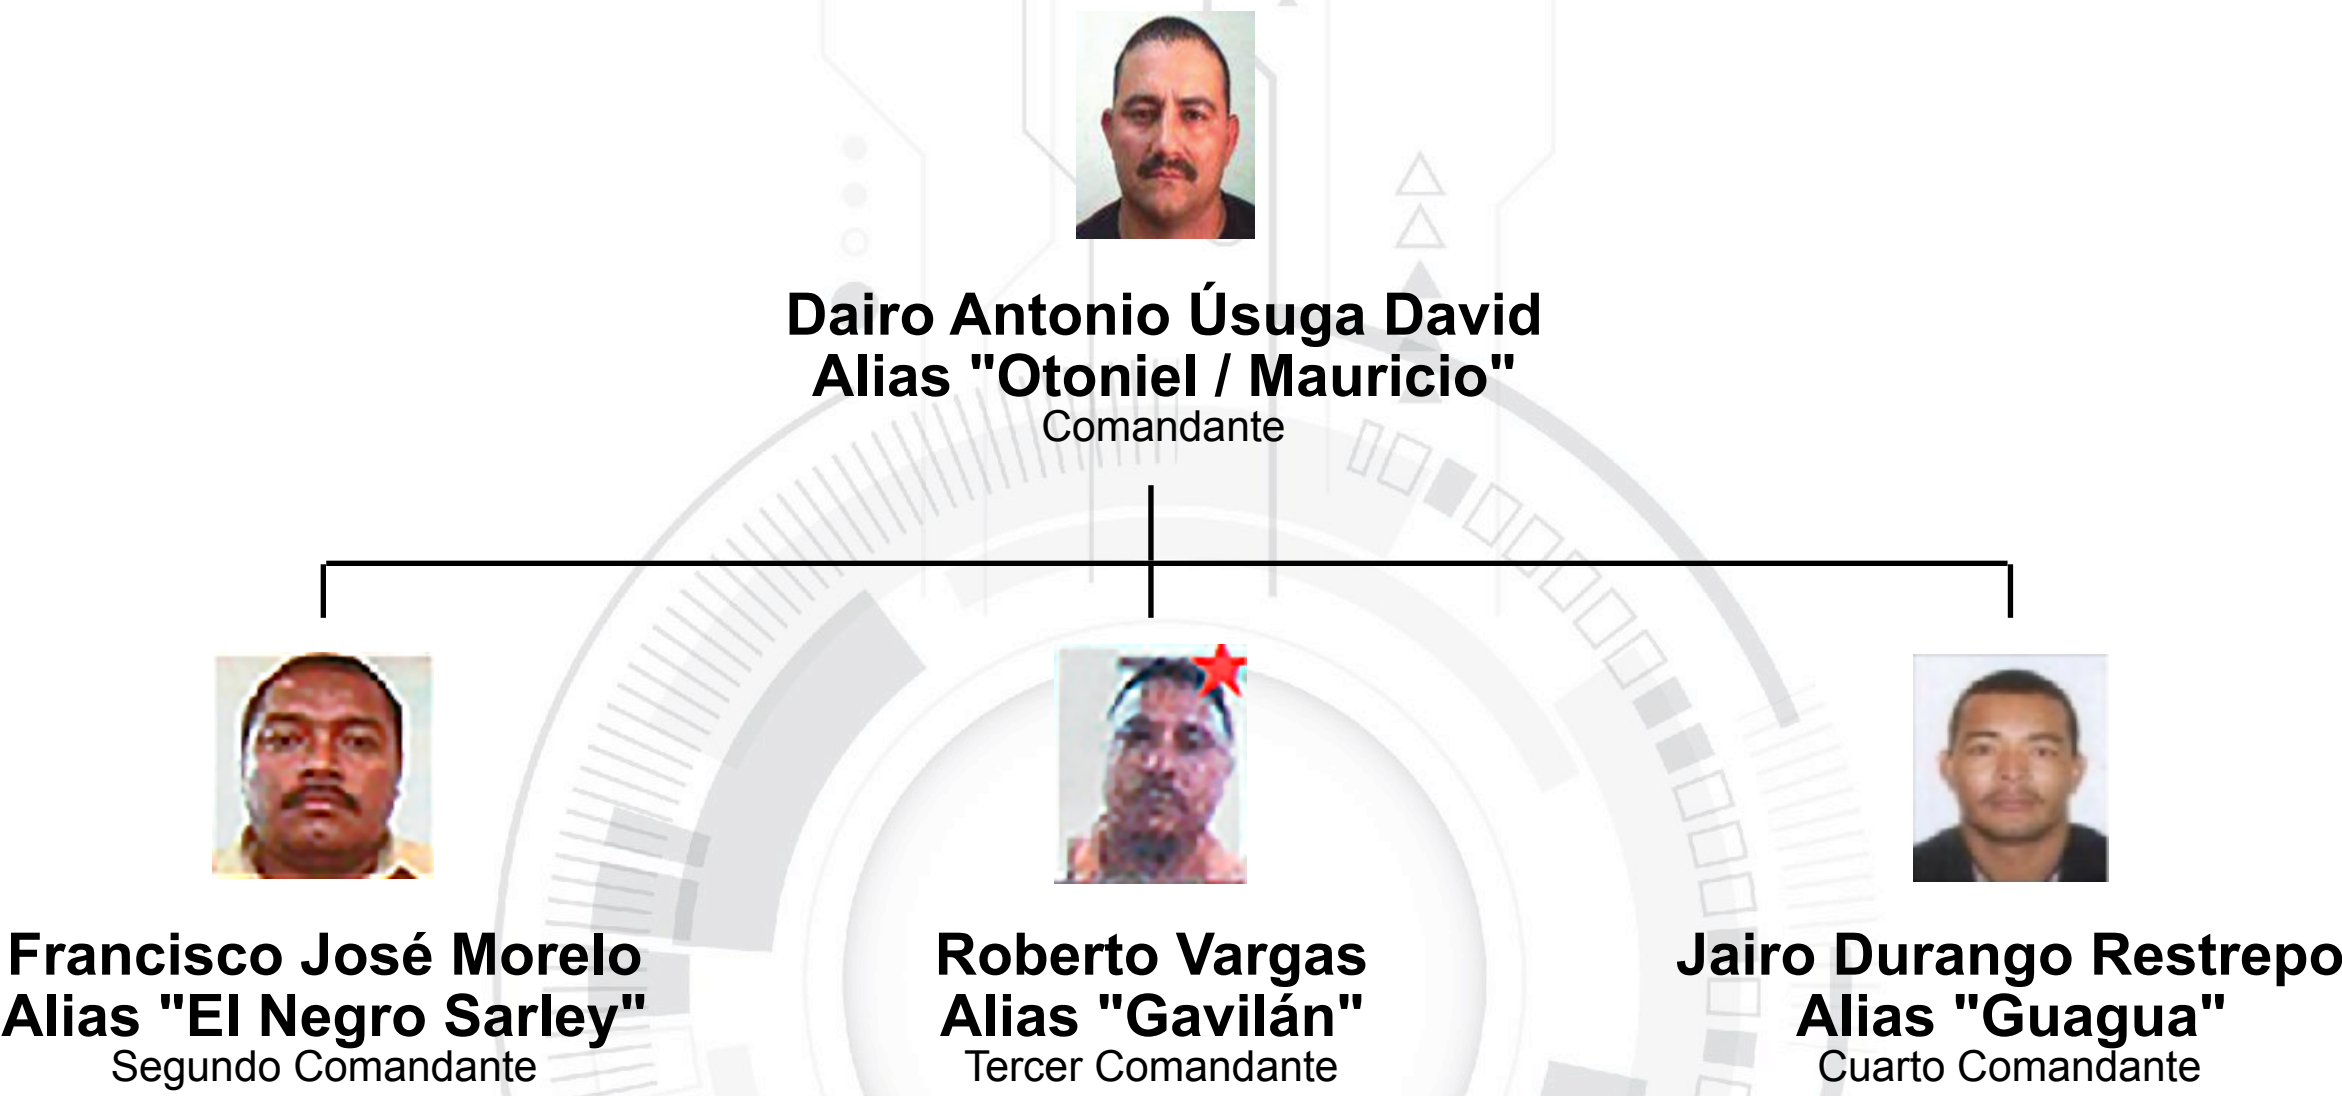 Dairo Antonio Úsuga David
Alias "Otoniel / Mauricio"
Comandante
Francisco José Morelo
Alias "El Negro Sarley"
Segundo Comandante
Roberto Vargas
Alias "Gavilán"
Tercer Comandante
Jairo Durango Restrepo
Alias "Guagua"
Cuarto Comandante